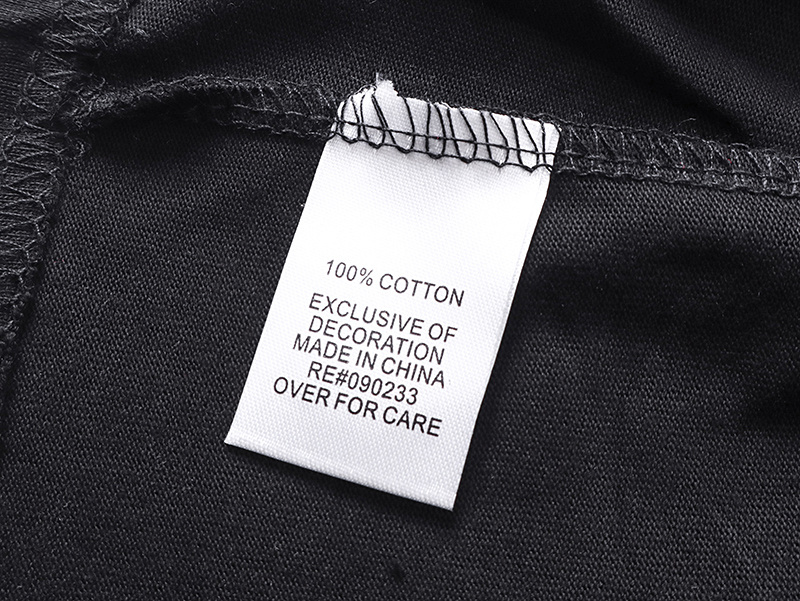 100% COTTON
EXCLUSIVE OF
DECORATION
MADE IN CHINA
RE#090233
OVER FOR CARE